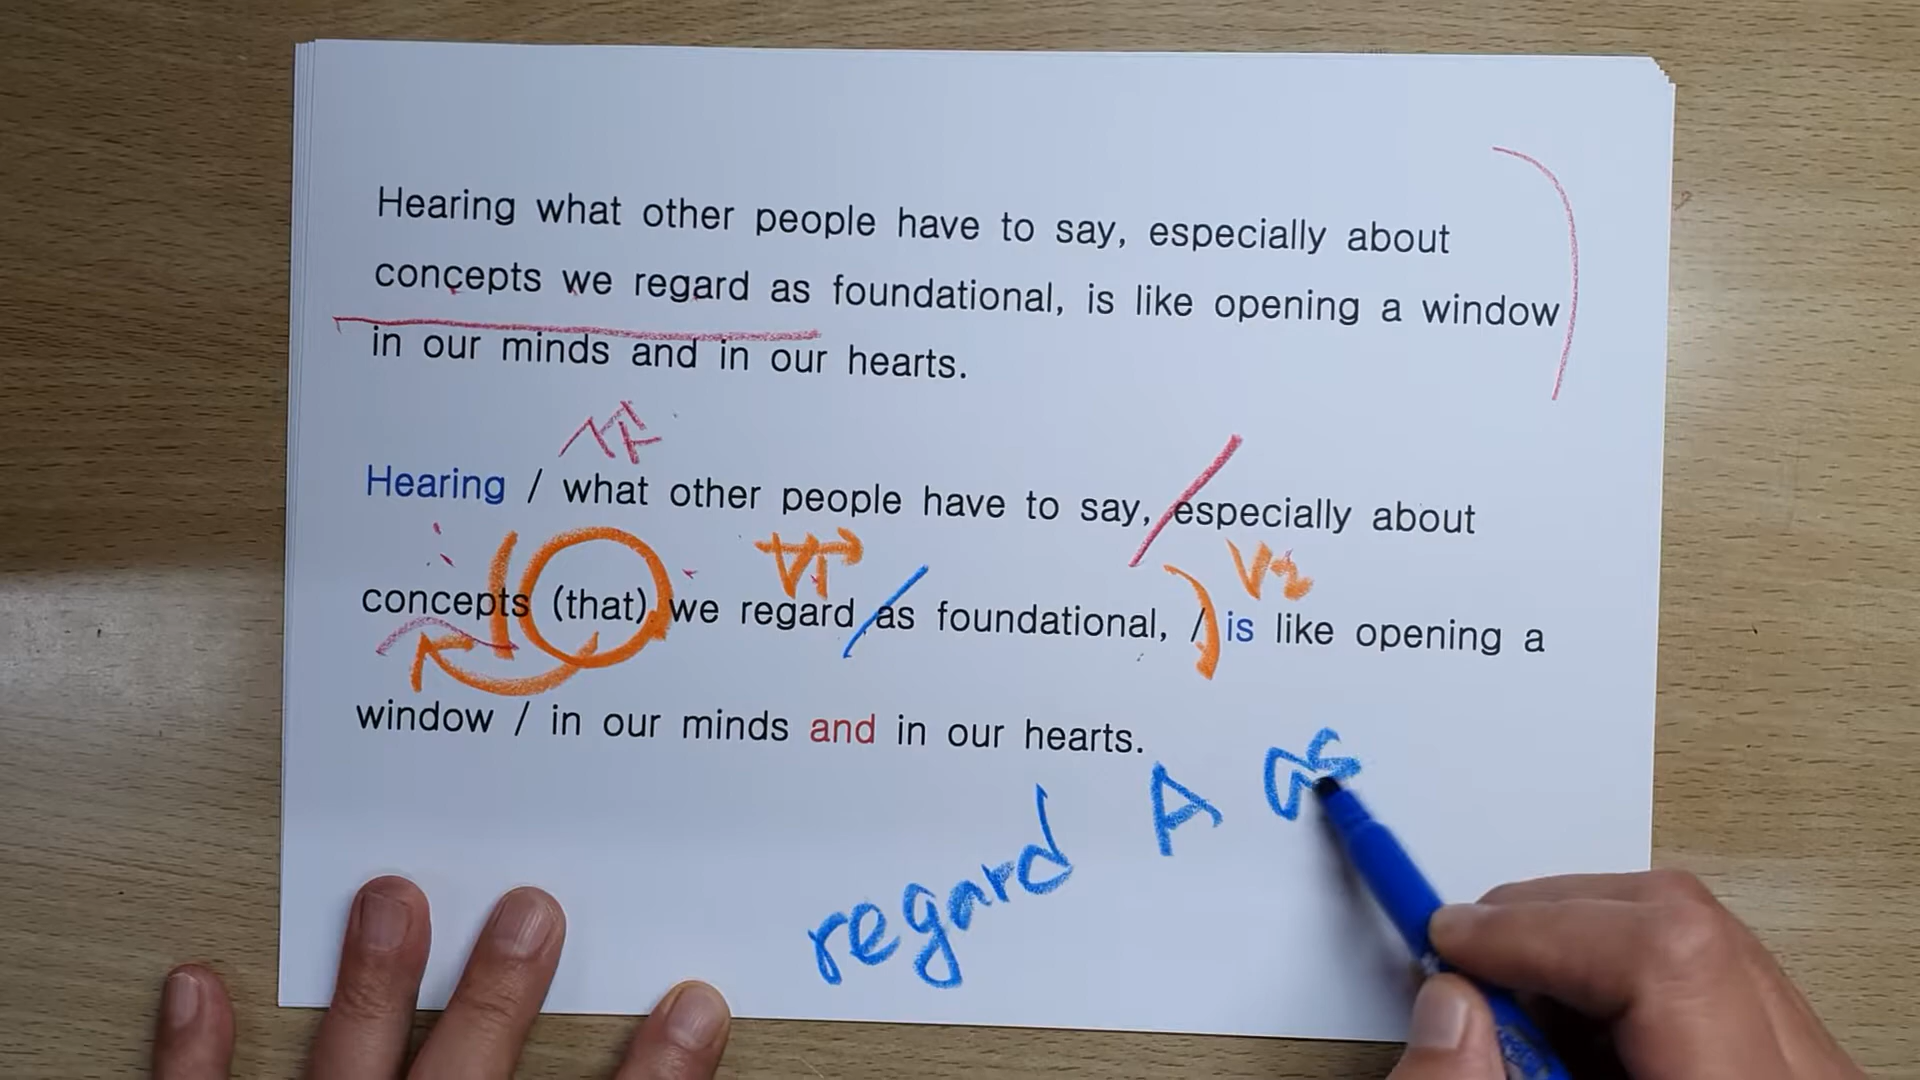 Hearing what other people have to say, especially about
concepts we regard as foundational, is like opening a window
in our minds and in our hearts.
Hearing / what other people have to say, especially about
V1
V2
concepts (that) we regard as foundational, / is like opening a
window / in our minds and in our hearts.
regard A as